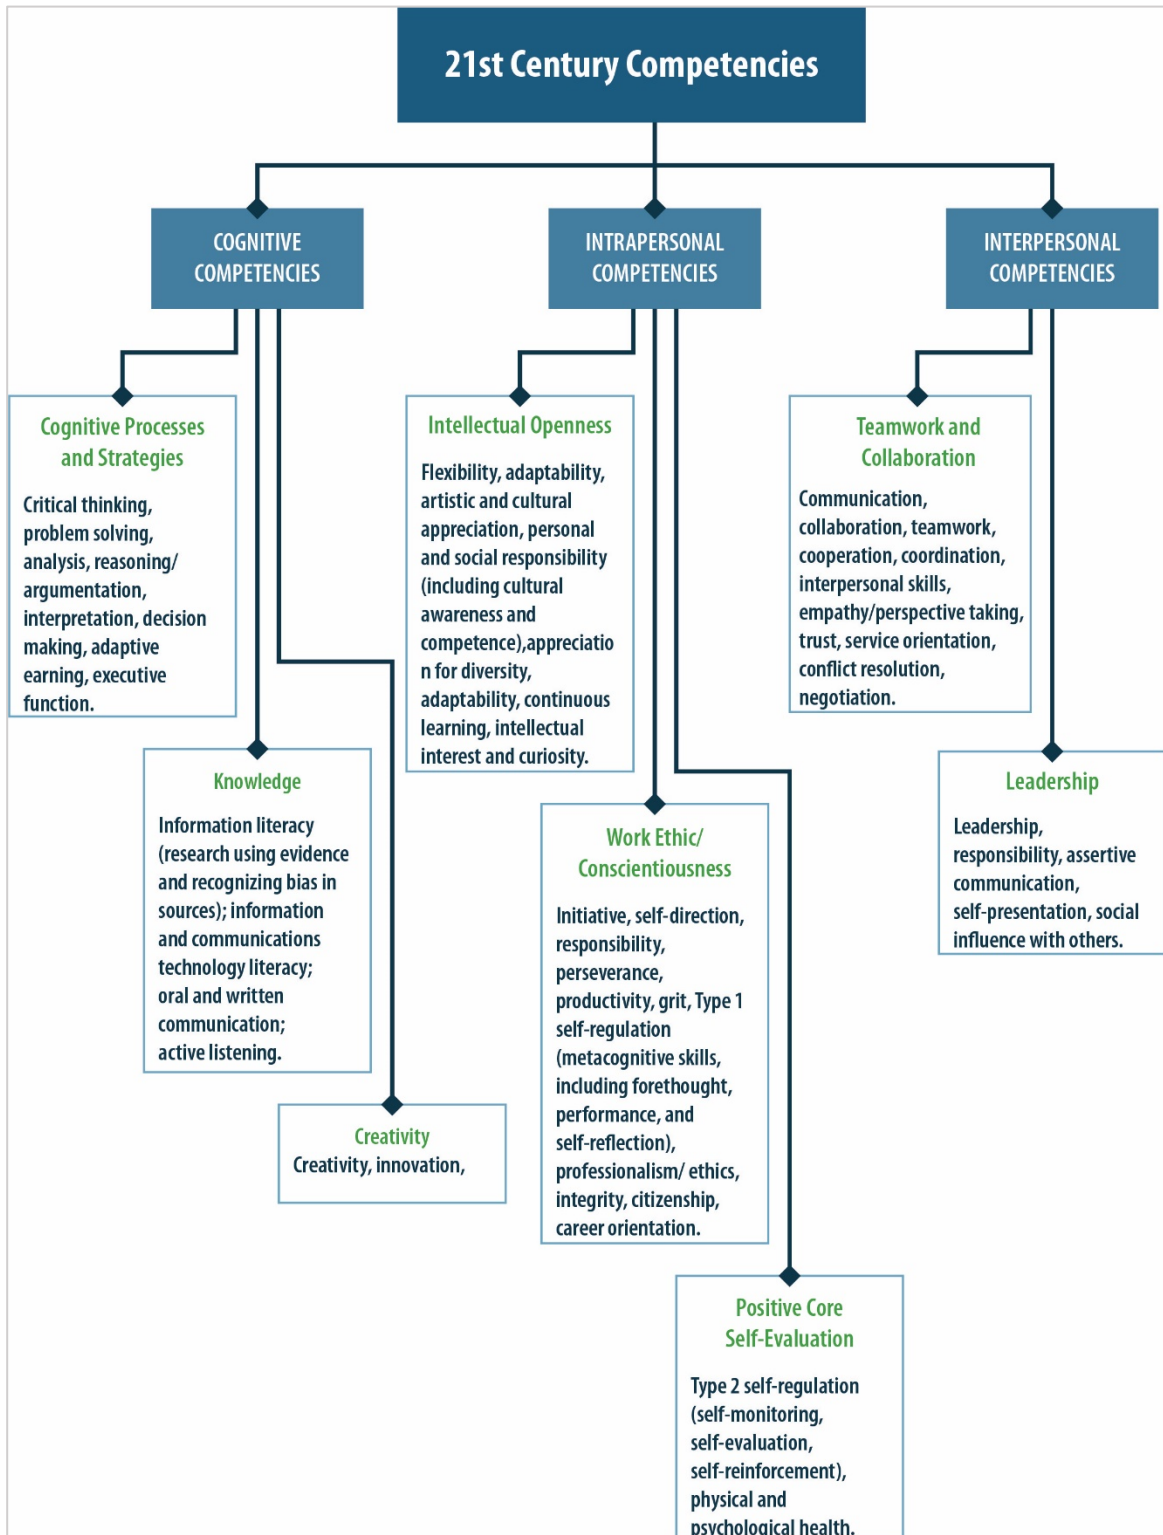 21st Century Competencies
COGNITIVE
COMPETENCIES
INTRAPERSONAL
COMPETENCIES
INTERPERSONAL
COMPETENCIES
Cognitive Processes
and Strategies
Critical thinking,
problem solving,
analysis, reasoning/
argumentation,
interpretation, decision
making, adaptive
earning, executive
function.
Knowledge
Information literacy
(research using evidence
and recognizing bias in
sources); information
and communications
technology literacy;
oral and written
communication;
active listening.
Creativity
Creativity, innovation,
Intellectual Openness
Flexibility, adaptability,
artistic and cultural
appreciation, personal
and social responsibility
(including cultural
awareness and
competence),appreciatio
n for diversity,
adaptability, continuous
learning, intellectual
interest and curiosity.
Work Ethic/
Conscientiousness
Initiative, self-direction,
responsibility,
perseverance,
productivity, grit, Type 1
self-regulation
(metacognitive skills,
including forethought,
performance, and
self-reflection),
professionalism/ ethics,
integrity, citizenship,
career orientation.
Positive Core
Self-Evaluation
Type 2 self-regulation
(self-monitoring,
self-evaluation,
self-reinforcement),
physical and
psychological health.
Teamwork and
Collaboration
Communication,
collaboration, teamwork,
cooperation, coordination,
interpersonal skills,
empathy/perspective taking,
trust, service orientation,
conflict resolution,
negotiation.
Leadership
Leadership,
responsibility, assertive
communication,
self-presentation, social
influence with others.